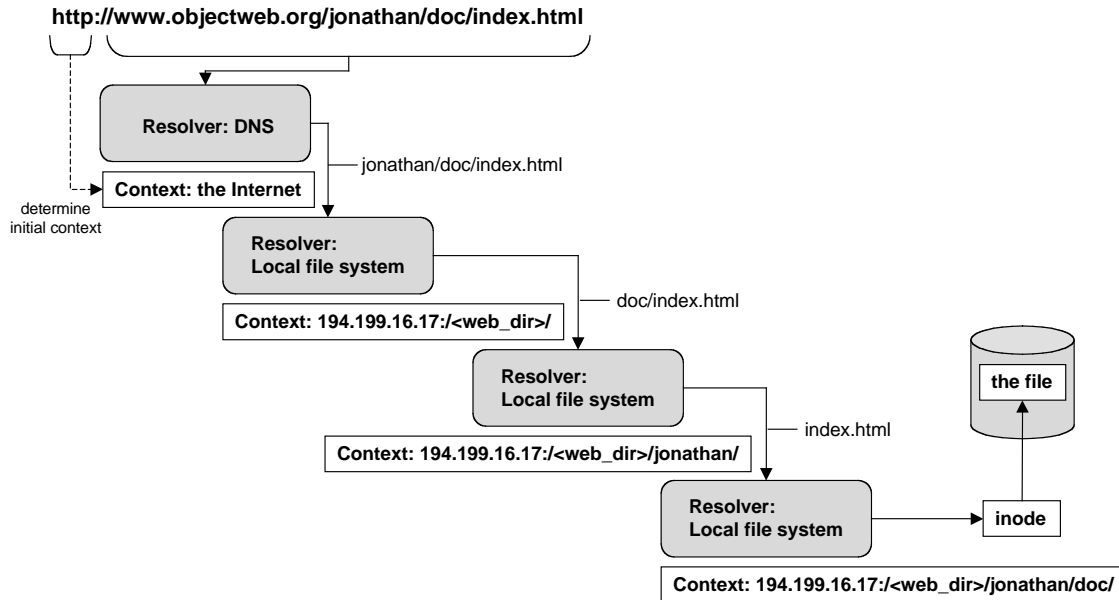 http://www.objectweb.org/jonathan/doc/index.html
Resolver: DNS
jonathan/doc/index.html
Context: the Internet
determine
initial context
Resolver:
Local file system
doc/index.html
Context: 194.199.16.17:/<web_dir>/
Resolver:
Local file system
the file
index.html
Context: 194.199.16.17:/<web_dir>/jonathan/
Resolver:
Local file system
inode
Context: 194.199.16.17:/<web_dir>/jonathan/doc/